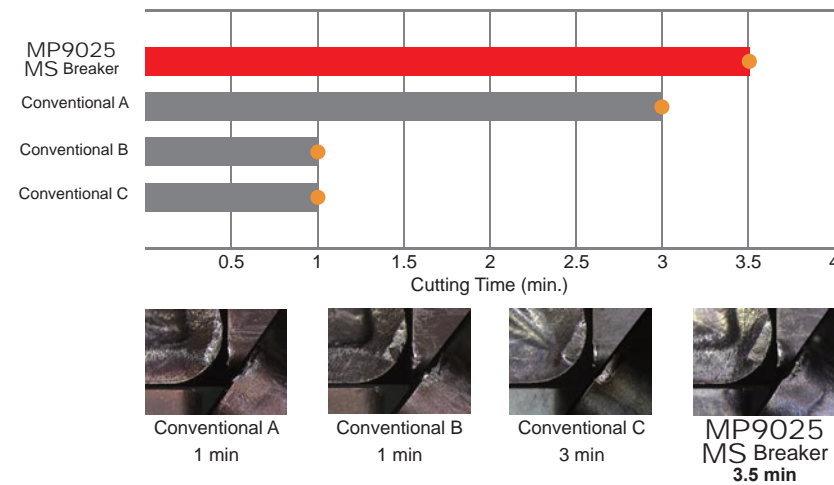 MP9025
MS Breaker
Conventional A
Conventional B
Conventional C
0.5 1 1.5 2 2.5 3 3.5 4
Cutting Time (min.)
Conventional A
1 min
Conventional B
1 min
Conventional C
3 min
MP9025
MS Breaker
3.5 min